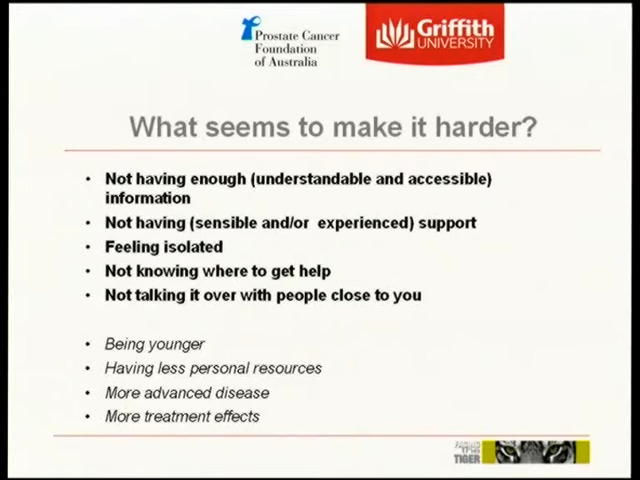 Prostate Cancer
Foundation
of Australia
Griffith
UNIVERSITY
What seems to make it harder?
• Not having enough (understandable and accessible)
information
• Not having (sensible and/or experienced) support
• Feeling isolated
• Not knowing where to get help
• Not talking it over with people close to you
• Being younger
• Having less personal resources
• More advanced disease
• More treatment effects
TIGER